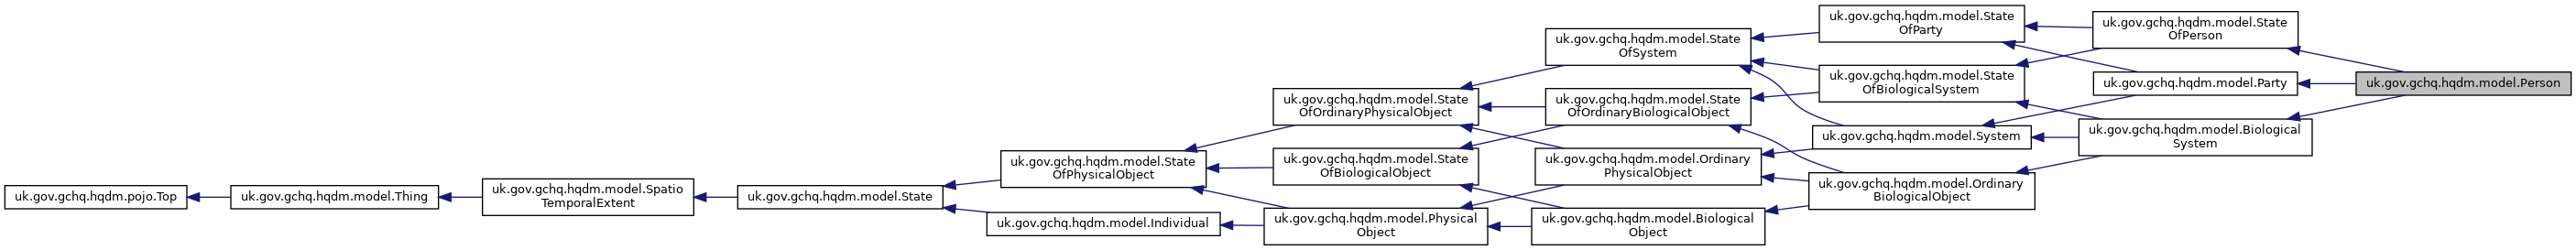 uk.gov.gchq.hqdm.pojo.Top
uk.gov.gchq.hqdm.model.Thing
uk.gov.gchq.hqdm.model.Spatio
TemporalExtent
uk.gov.gchq.hqdm.model.State
uk.gov.gchq.hqdm.model.State
OfPhysicalObject
uk.gov.gchq.hqdm.model.Individual
uk.gov.gchq.hqdm.model.State
OfOrdinaryPhysicalObject
uk.gov.gchq.hqdm.model.State
OfBiologicalObject
uk.gov.gchq.hqdm.model.Physical
Object
uk.gov.gchq.hqdm.model.State
OfSystem
uk.gov.gchq.hqdm.model.State
OfOrdinaryBiologicalObject
uk.gov.gchq.hqdm.model.Ordinary
PhysicalObject
uk.gov.gchq.hqdm.model.Biological
Object
uk.gov.gchq.hqdm.model.State
OfParty
uk.gov.gchq.hqdm.model.State
OfBiologicalSystem
uk.gov.gchq.hqdm.model.System
uk.gov.gchq.hqdm.model.Ordinary
BiologicalObject
uk.gov.gchq.hqdm.model.State
OfPerson
uk.gov.gchq.hqdm.model.Party
uk.gov.gchq.hqdm.model.Biological
System
uk.gov.gchq.hqdm.model.Person